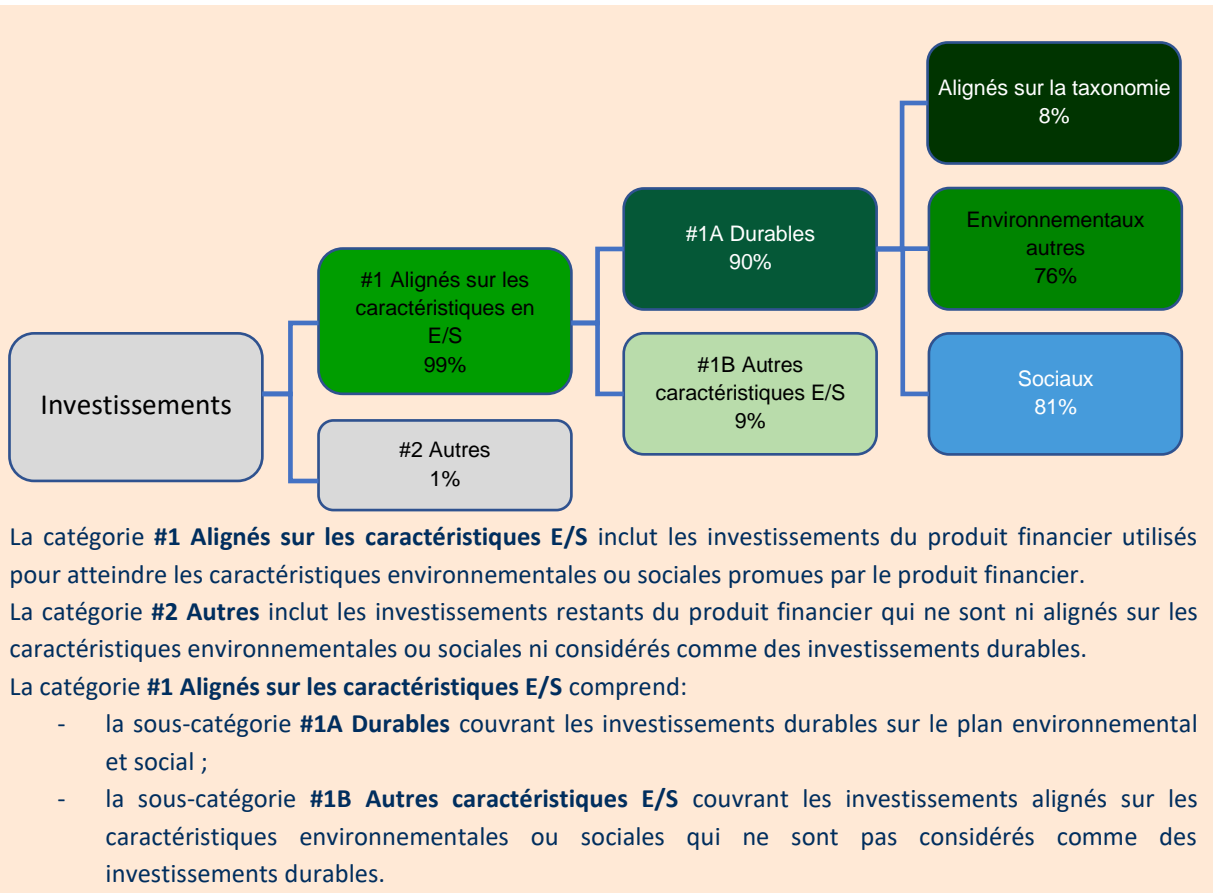 Alignés sur la taxonomie
8%
#1A Durables
90%
Environnementaux
autres
76%
#1 Alignés sur les
caractéristiques en
E/S
99%
#1B Autres
caractéristiques E/S
9%
Sociaux
81%
Investissements
#2 Autres
1%
La catégorie #1 Alignés sur les caractéristiques E/S inclut les investissements du produit financier utilisés
pour atteindre les caractéristiques environnementales ou sociales promues par le produit financier.
La catégorie #2 Autres inclut les investissements restants du produit financier qui ne sont ni alignés sur les
caractéristiques environnementales ou sociales ni considérés comme des investissements durables.
La catégorie #1 Alignés sur les caractéristiques E/S comprend:
- la sous-catégorie #1A Durables couvrant les investissements durables sur le plan environnemental
et social ;
- la sous-catégorie #1B Autres caractéristiques E/S couvrant les investissements alignés sur les
caractéristiques environnementales ou sociales qui ne sont pas considérés comme des
investissements durables.